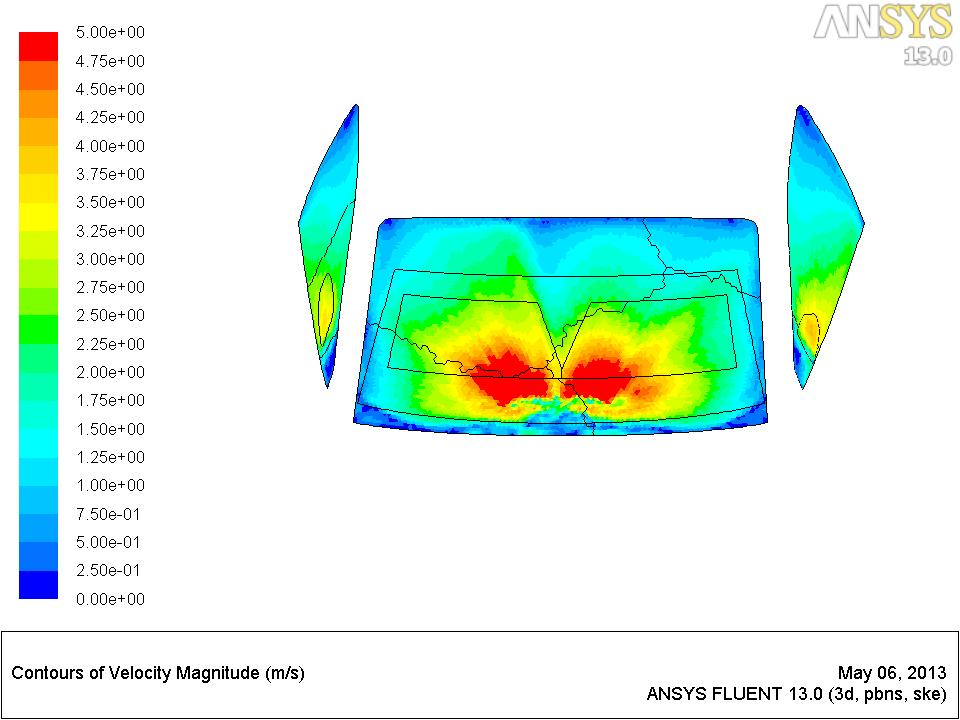 ANSYS
13.0
5.00e+00
4.75e+00
4.50e+00
4.25e+00
4.00e+00
3.75e+00
3.50e+00
3.25e+00
3.00e+00
2.75e+00
2.50e+00
2.25e+00
2.00e+00
1.75e+00
1.50e+00
1.25e+00
1.00e+00
7.50e-01
5.00e-01
2.50e-01
0.00e+00
Contours of Velocity Magnitude (m/s)
May 06, 2013
ANSYS FLUENT 13.0 (3d, pbns, ske)